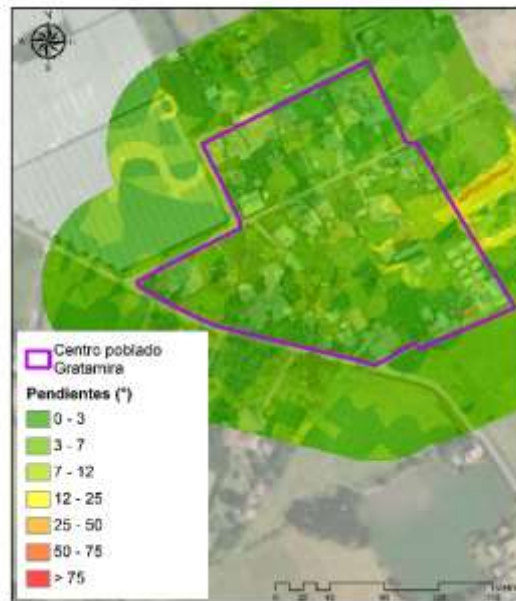 Centro poblado
Gratamira
Pendientes (°)
0 - 3
3 - 7
7 - 12
12 - 25
25 - 50
50 - 75
> 75